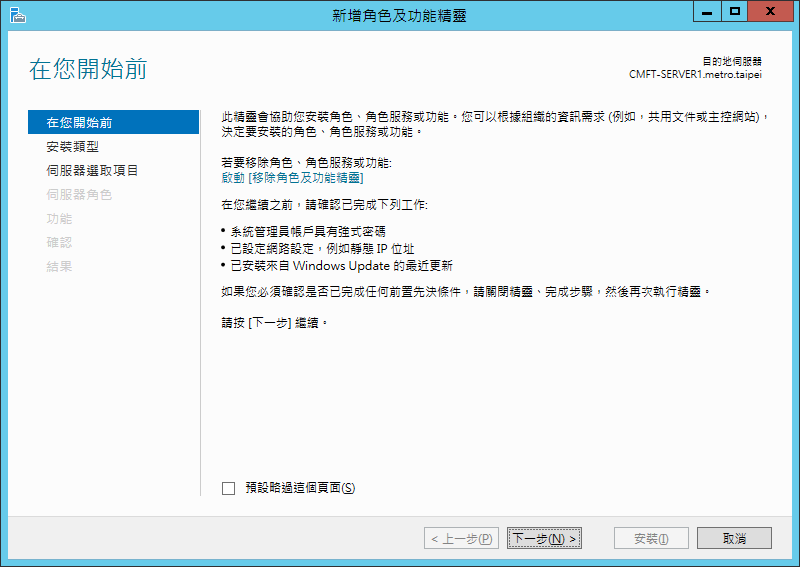 新增角色及功能精靈
在您開始前
目的地伺服器
CMFT-SERVER1.metro.taipei
在您開始前
安裝類型
伺服器選取項目
伺服器角色
功能
確認
結果
此精靈會協助您安裝角色、角色服務或功能。您可以根據組織的資訊需求 (例如，共用文件或主控網站)，
決定要安裝的角色、角色服務或功能。
若要移除角色、角色服務或功能:
啟動 [移除角色及功能精靈]
在您繼續之前，請確認已完成下列工作:
• 系統管理員帳戶具有強式密碼
• 已設定網路設定，例如靜態 IP 位址
• 已安裝來自 Windows Update 的最近更新
如果您必須確認是否已完成任何前置先決條件，請關閉精靈、完成步驟，然後再次執行精靈。
請按 [下一步] 繼續。
預設略過這個頁面(S)
< 上一步(P)
下一步(N) >
安裝(I)
取消